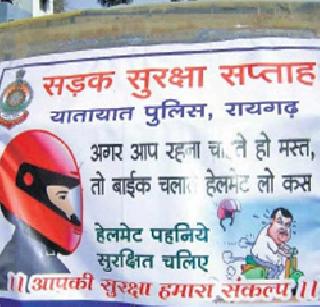 सड़क सुरक्षा सप्ताह
यातायात पुलिस, रायगढ़
अगर आप रहना चाहते हो मस्त,
तो बाईक चलाते हेलमेट लो कस
हेलमेट पहनिये
सुरक्षित चलिए
।। आपकी सुरक्षा हमारा संकल्प ।।